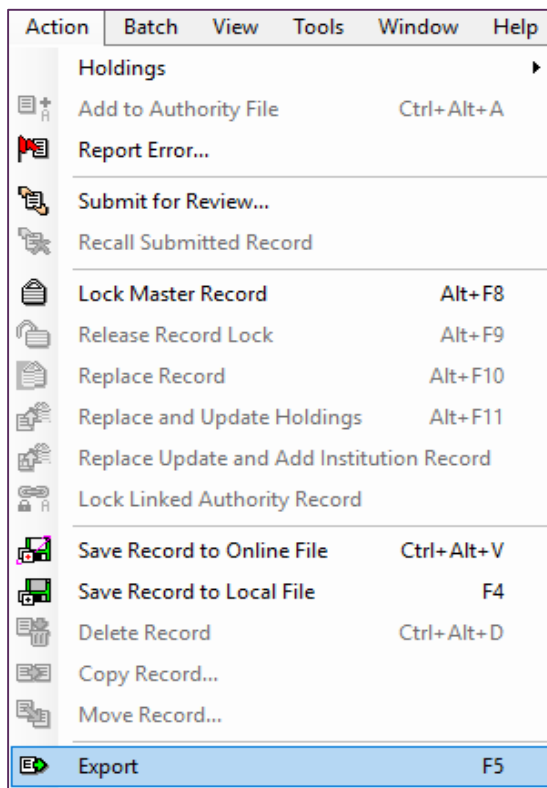 Action Batch View Tools Window Help
Holdings
Add to Authority File Ctrl+Alt+A
Report Error...
Submit for Review...
Recall Submitted Record
Lock Master Record Alt+F8
Release Record Lock Alt+F9
Replace Record Alt+F10
Replace and Update Holdings Alt+F11
Replace Update and Add Institution Record
Lock Linked Authority Record
Save Record to Online File Ctrl+Alt+V
Save Record to Local File F4
Delete Record Ctrl+Alt+D
Copy Record...
Move Record...
Export F5